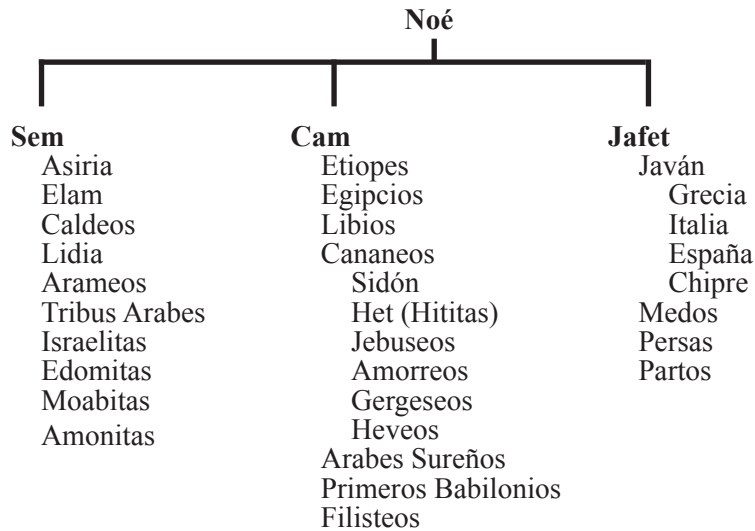 Noé
Sem
Asiria
Elam
Caldeos
Lidia
Arameos
Tribus Arabes
Israelitas
Edomitas
Moabitas
Amonitas
Cam
Etiopes
Egipcios
Libios
Cananeos
Sidón
Het (Hititas)
Jebuseos
Amorreos
Gergeseos
Heveos
Arabes Sureños
Primeros Babilonios
Filisteos
Jafet
Javán
Grecia
Italia
España
Chipre
Medos
Persas
Partos